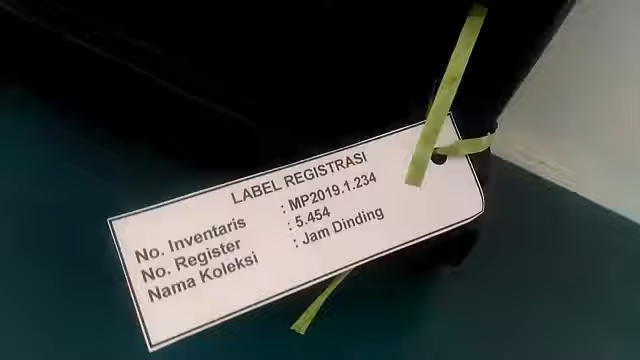 LABEL REGISTRASI
No. Inventaris : MP2019.1.234
No. Register : 5.454
Nama Koleksi : Jam Dinding